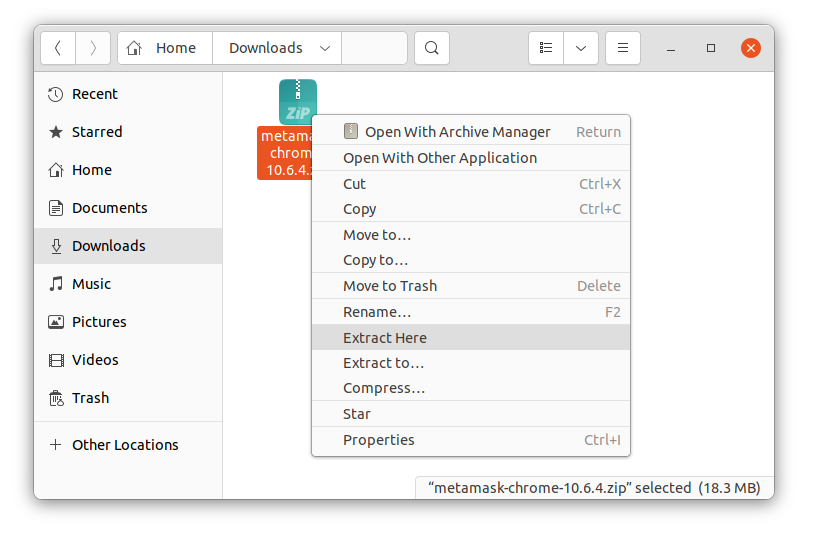 Home
Downloads
Recent
Starred
Home
Documents
Downloads
Music
Pictures
Videos
Trash
Other Locations
ZiP
metama
chrom
10.6.4.z
Open With Archive Manager Return
Open With Other Application
Cut Ctrl+X
Copy Ctrl+C
Move to…
Copy to…
Move to Trash Delete
Rename… F2
Extract Here
Extract to…
Compress…
Star
Properties Ctrl+I
“metamask-chrome-10.6.4.zip” selected (18.3 MB)